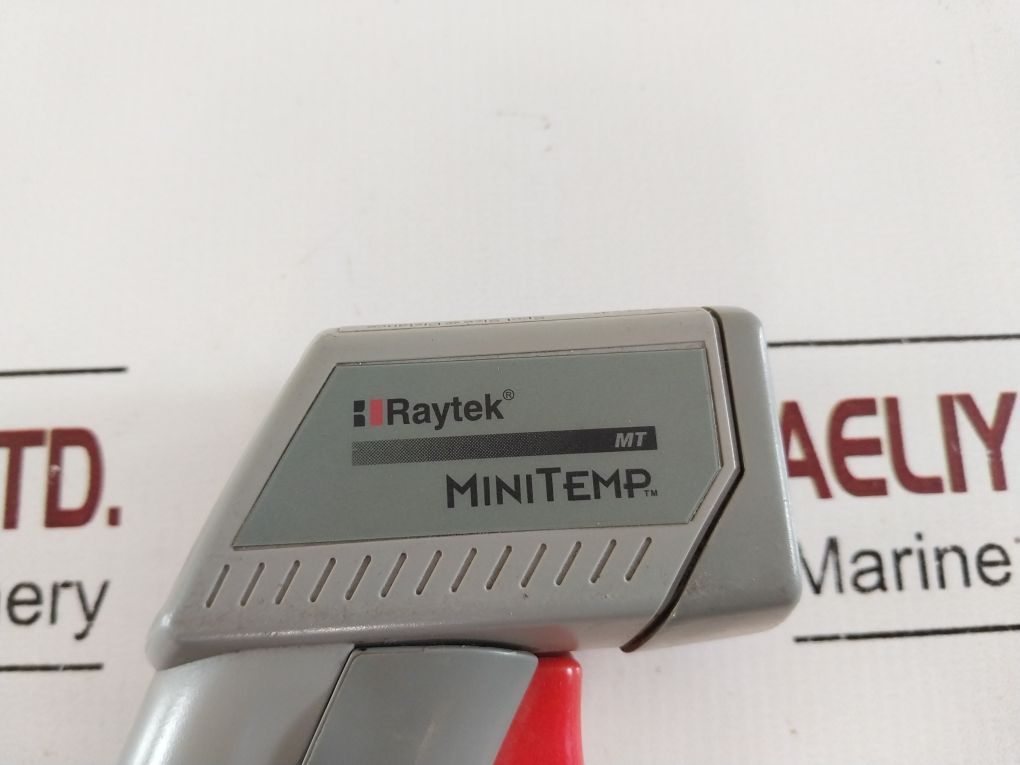 Raytek®
MT
MINITEMP™
TD.
AELIY
ery
Marine